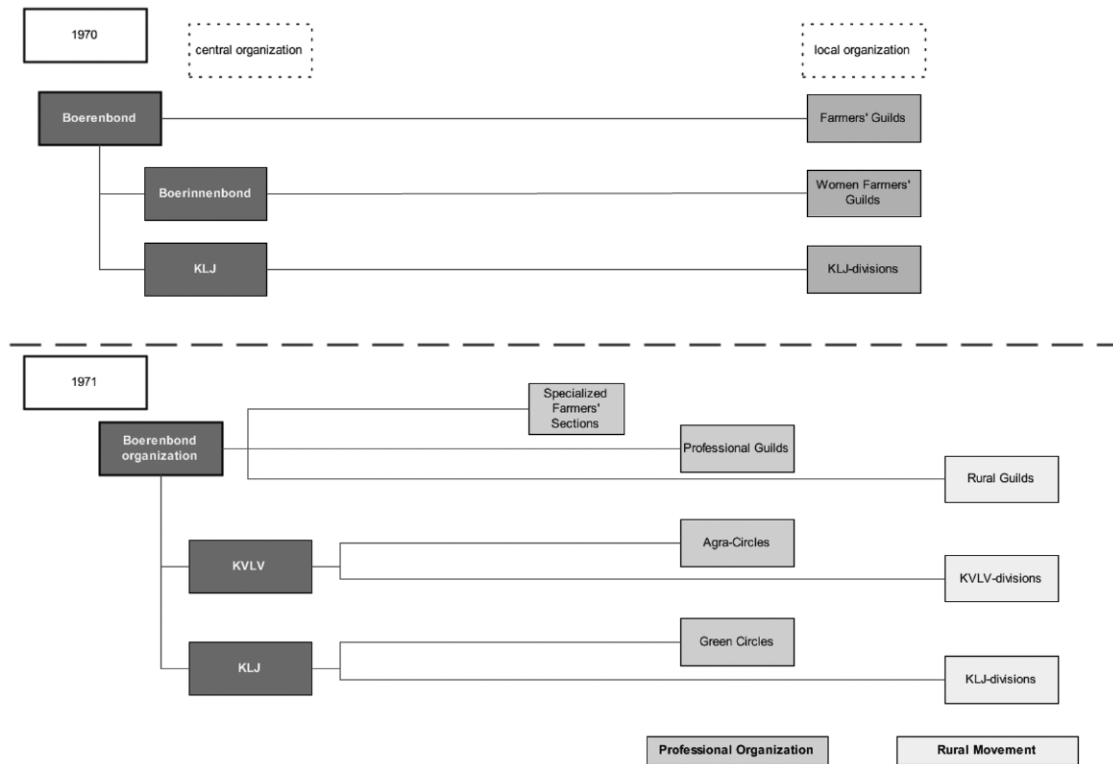 1970
central organization
local organization
Boerenbond
Farmers' Guilds
Boerinnenbond
Women Farmers'
Guilds
KLJ
KLJ-divisions
1971
Specialized
Farmers'
Sections
Boerenbond
organization
Professional Guilds
Rural Guilds
KVLV
Agra-Circles
KVLV-divisions
KLJ
Green Circles
KLJ-divisions
Professional Organization
Rural Movement